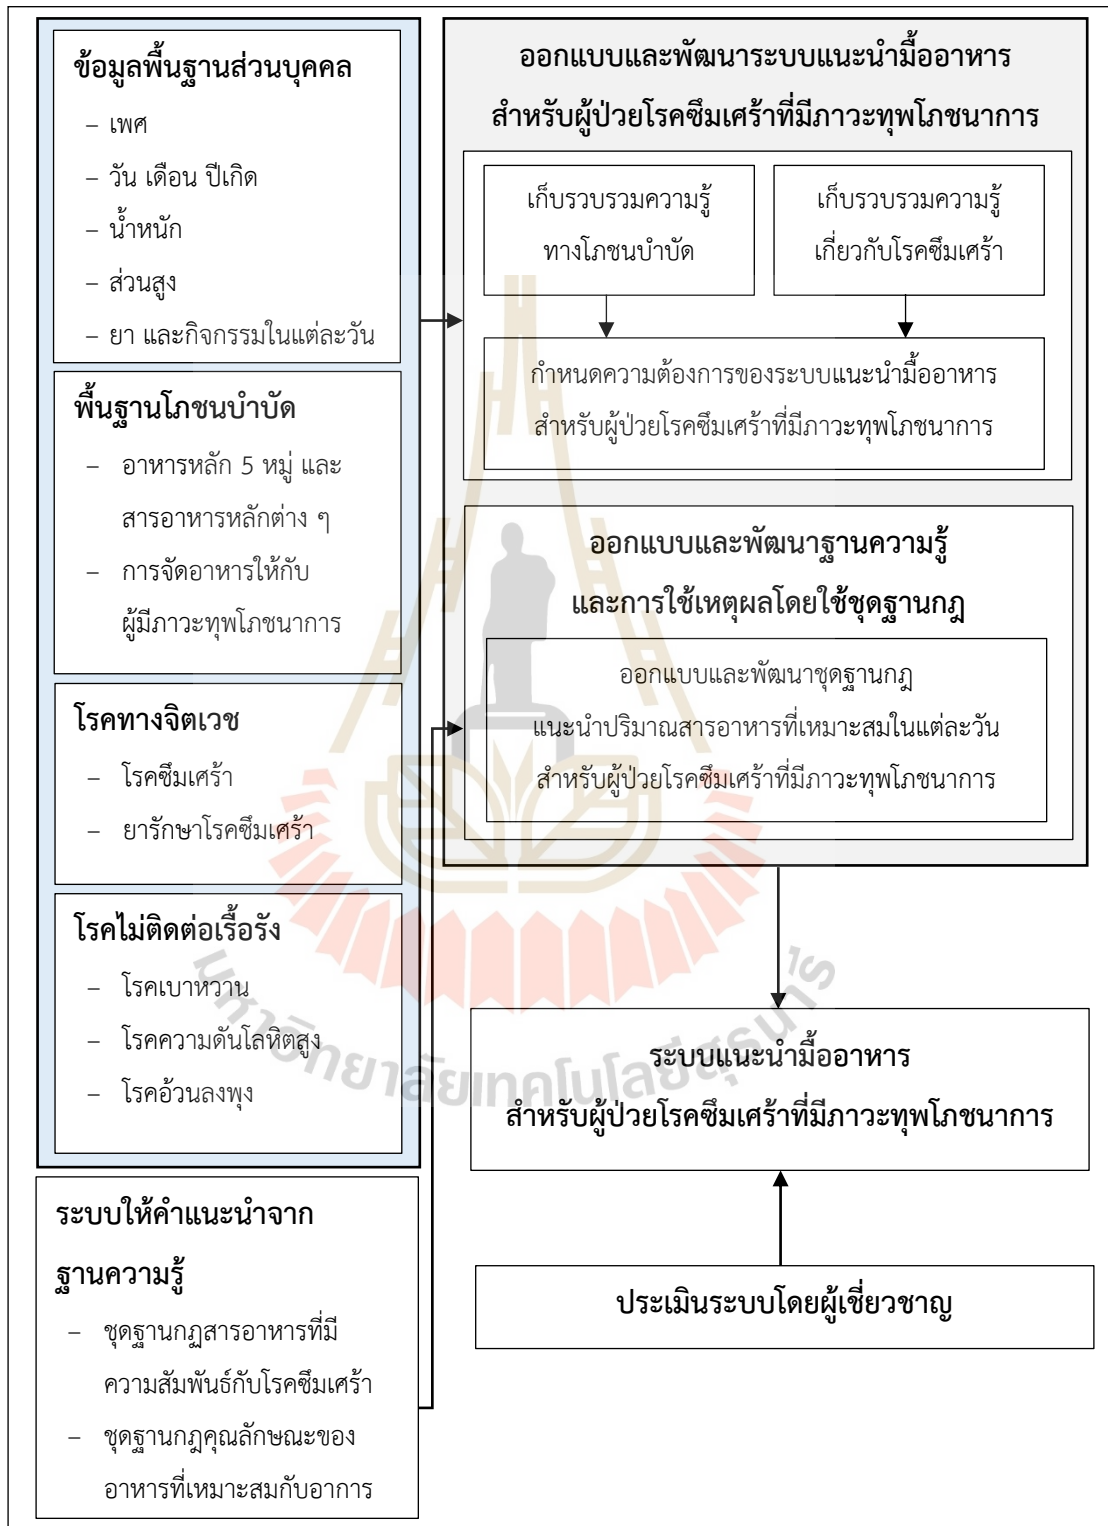 ข้อมูลพื้นฐานส่วนบุคคล
– เพศ
– วัน เดือน ปีเกิด
– น้ำหนัก
– ส่วนสูง
– ยา และกิจกรรมในแต่ละวัน
พื้นฐานโภชนบำบัด
– อาหารหลัก 5 หมู่ และ
สารอาหารหลักต่าง ๆ
– การจัดอาหารให้กับ
ผู้มีภาวะทุพโภชนาการ
โรคทางจิตเวช
– โรคซึมเศร้า
– ยารักษาโรคซึมเศร้า
โรคไม่ติดต่อเรื้อรัง
– โรคเบาหวาน
– โรคความดันโลหิตสูง
– โรคอ้วนลงพุง
ระบบให้คำแนะนำจาก
ฐานความรู้
– ชุดฐานกฎสารอาหารที่มี
ความสัมพันธ์กับโรคซึมเศร้า
– ชุดฐานกฎคุณลักษณะของ
อาหารที่เหมาะสมกับอาการ
ออกแบบและพัฒนาระบบแนะนำมื้ออาหาร
สำหรับผู้ป่วยโรคซึมเศร้าที่มีภาวะทุพโภชนาการ
เก็บรวบรวมความรู้
ทางโภชนบำบัด
เก็บรวบรวมความรู้
เกี่ยวกับโรคซึมเศร้า
กำหนดความต้องการของระบบแนะนำมื้ออาหาร
สำหรับผู้ป่วยโรคซึมเศร้าที่มีภาวะทุพโภชนาการ
ออกแบบและพัฒนาฐานความรู้
และการใช้เหตุผลโดยใช้ชุดฐานกฎ
ออกแบบและพัฒนาชุดฐานกฎ
แนะนำปริมาณสารอาหารที่เหมาะสมในแต่ละวัน
สำหรับผู้ป่วยโรคซึมเศร้าที่มีภาวะทุพโภชนาการ
ระบบแนะนำมื้ออาหาร
สำหรับผู้ป่วยโรคซึมเศร้าที่มีภาวะทุพโภชนาการ
ประเมินระบบโดยผู้เชี่ยวชาญ
มหาวิทยาลัยเทคโนโลยีสุรนารี